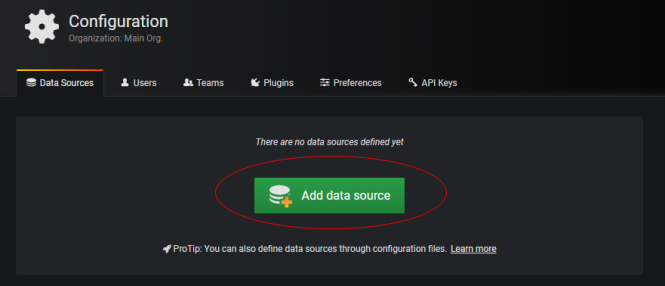 Configuration
Organization: Main Org.
Data Sources Users Teams Plugins Preferences API Keys
There are no data sources defined yet
Add data source
ProTip: You can also define data sources through configuration files. Learn more